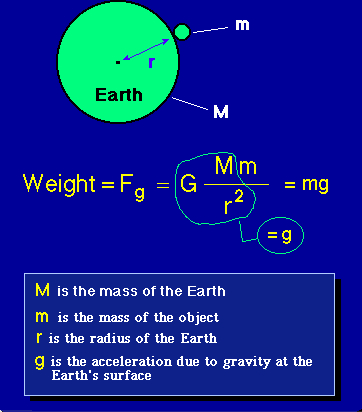 m
r
Earth
M
Weight = Fg = G Mm/r² = mg
= g
M is the mass of the Earth
m is the mass of the object
r is the radius of the Earth
g is the acceleration due to gravity at the
Earth's surface